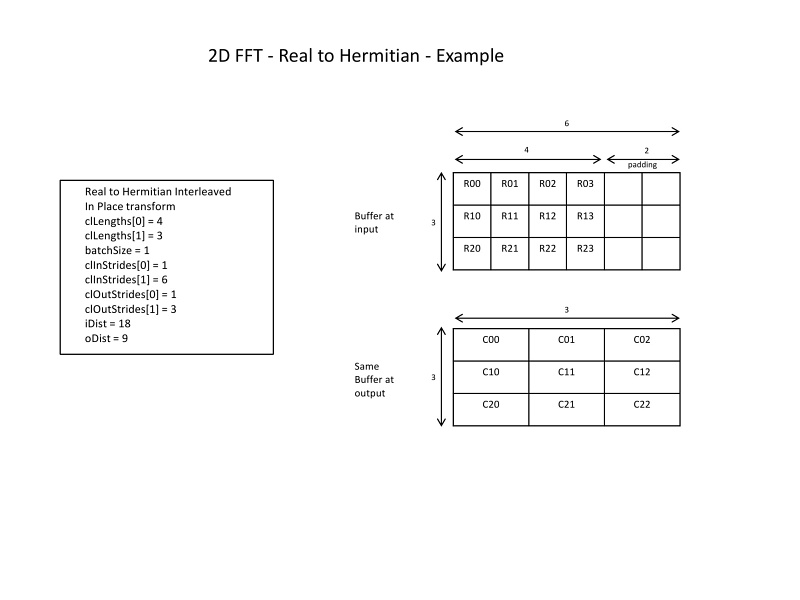 2D FFT - Real to Hermitian - Example
Real to Hermitian Interleaved
In Place transform
clLengths[0] = 4
clLengths[1] = 3
batchSize = 1
clInStrides[0] = 1
clInStrides[1] = 6
clOutStrides[0] = 1
clOutStrides[1] = 3
iDist = 18
oDist = 9
6
4
2
padding
Buffer at
input
3
R00 R01 R02 R03
R10 R11 R12 R13
R20 R21 R22 R23
3
Same
Buffer at
output
3
C00 C01 C02
C10 C11 C12
C20 C21 C22